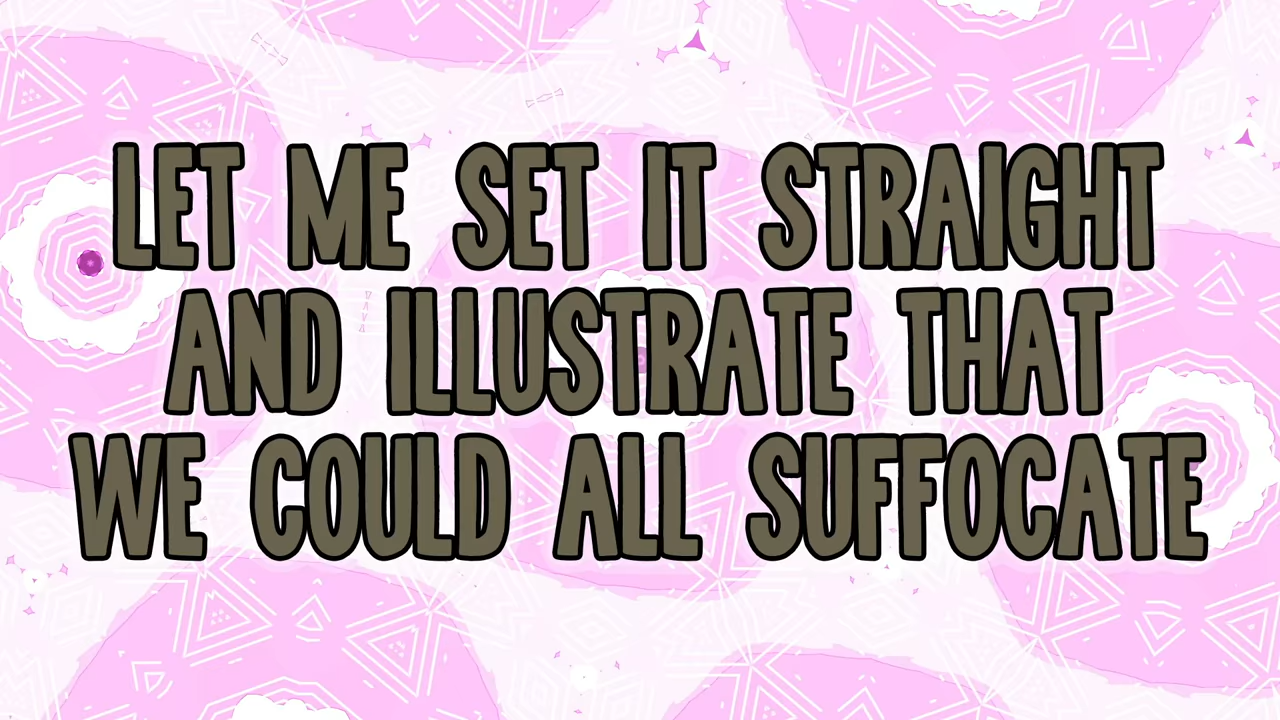 LET ME SET IT STRAIGHT
AND ILLUSTRATE THAT
WE COULD ALL SUFFOCATE